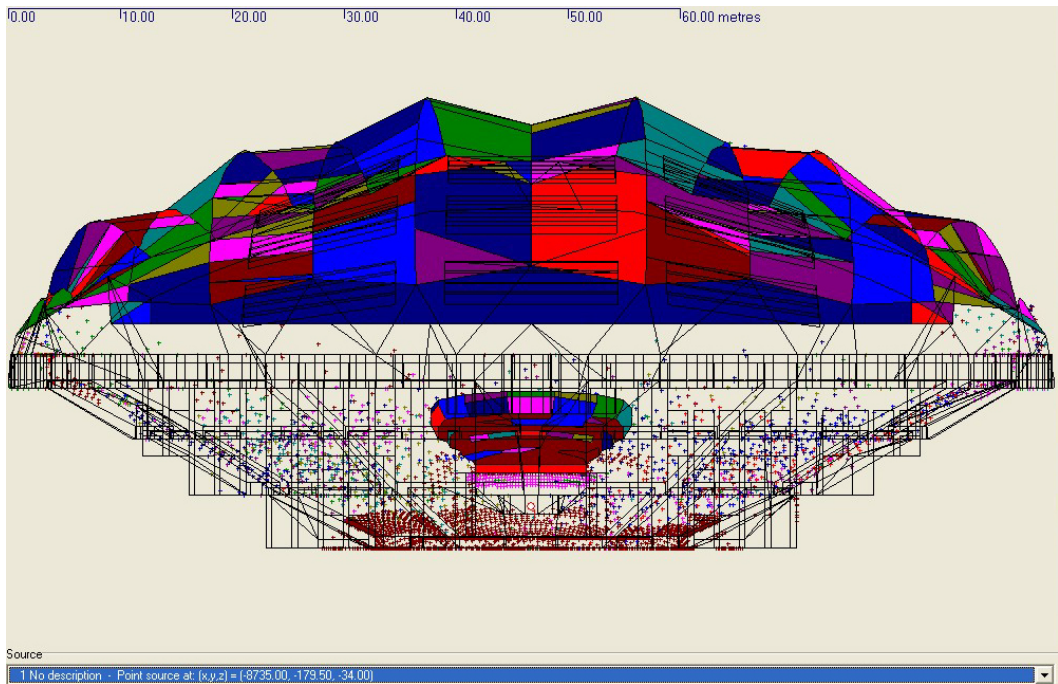 0.00 10.00 20.00 30.00 40.00 50.00 60.00 metres
Source
1 No description - Point source at: (x,y,z) = (-8735.00, -179.50, -34.00)